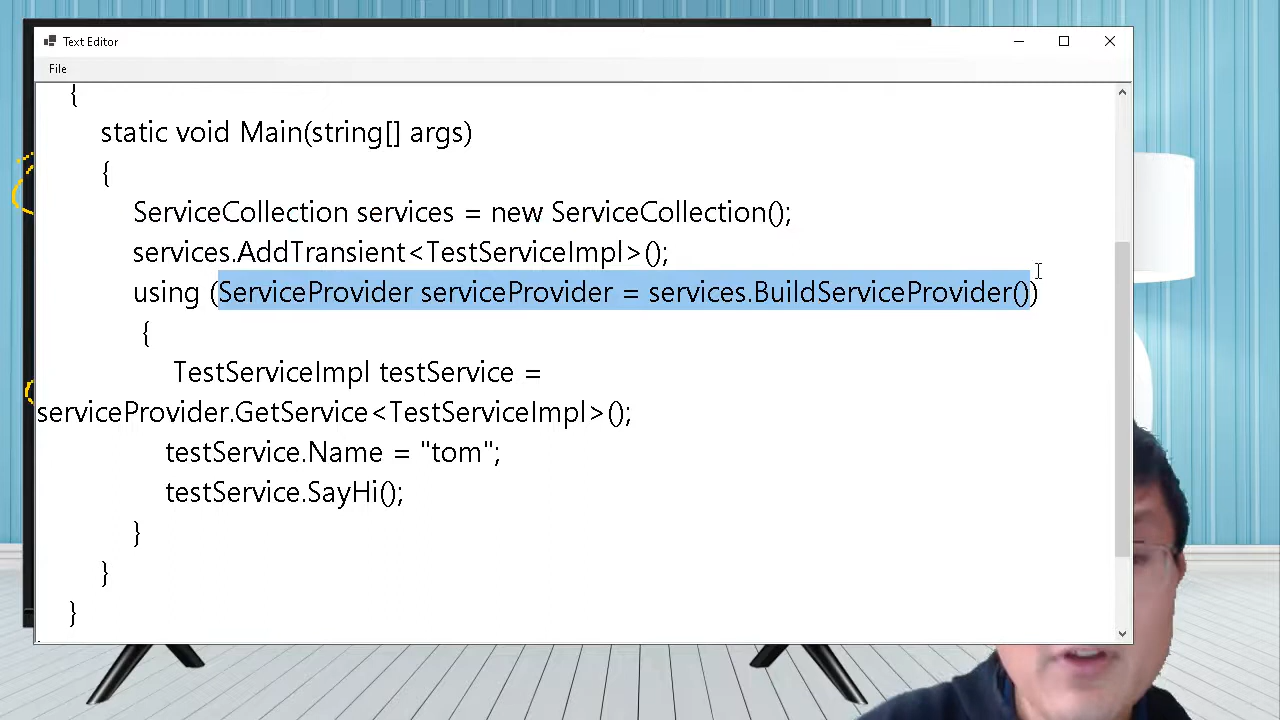 Text Editor
File
{
static void Main(string[] args)
{
ServiceCollection services = new ServiceCollection();
services.AddTransient<TestServiceImpl>();
using (ServiceProvider serviceProvider = services.BuildServiceProvider())
{
TestServiceImpl testService =
serviceProvider.GetService<TestServiceImpl>();
testService.Name = "tom";
testService.SayHi();
}
}
}